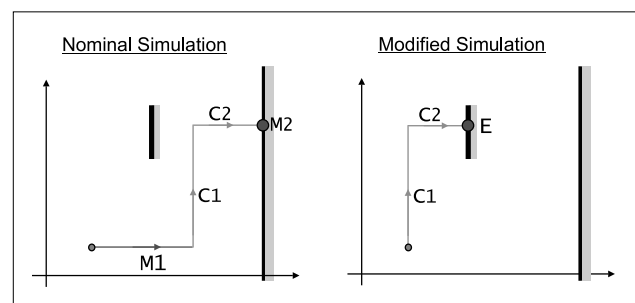 Nominal Simulation
C2
M2
C1
M1
Modified Simulation
C2
E
C1